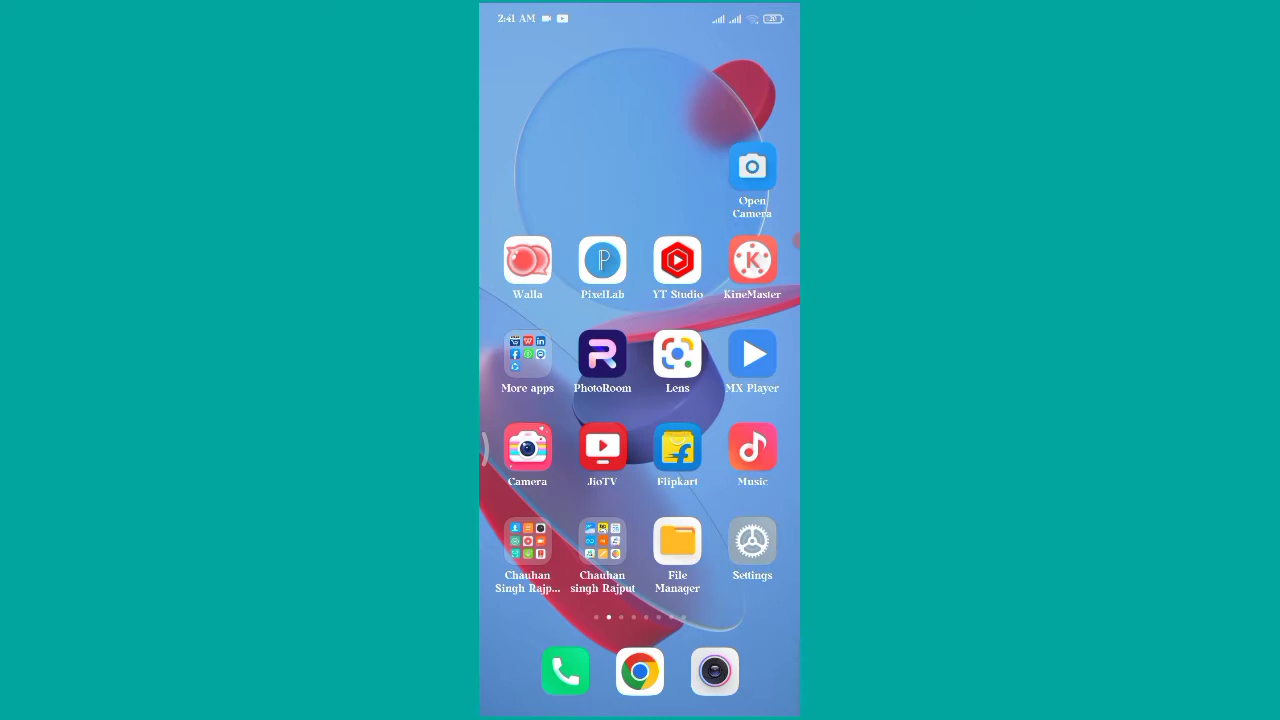 2:41 AM
20
Open
Camera
Walla
PixelLab
YT Studio
KineMaster
More apps
PhotoRoom
Lens
MX Player
Camera
JioTV
Flipkart
Music
Chauhan
Singh Rajp...
Chauhan
singh Rajput
File
Manager
Settings